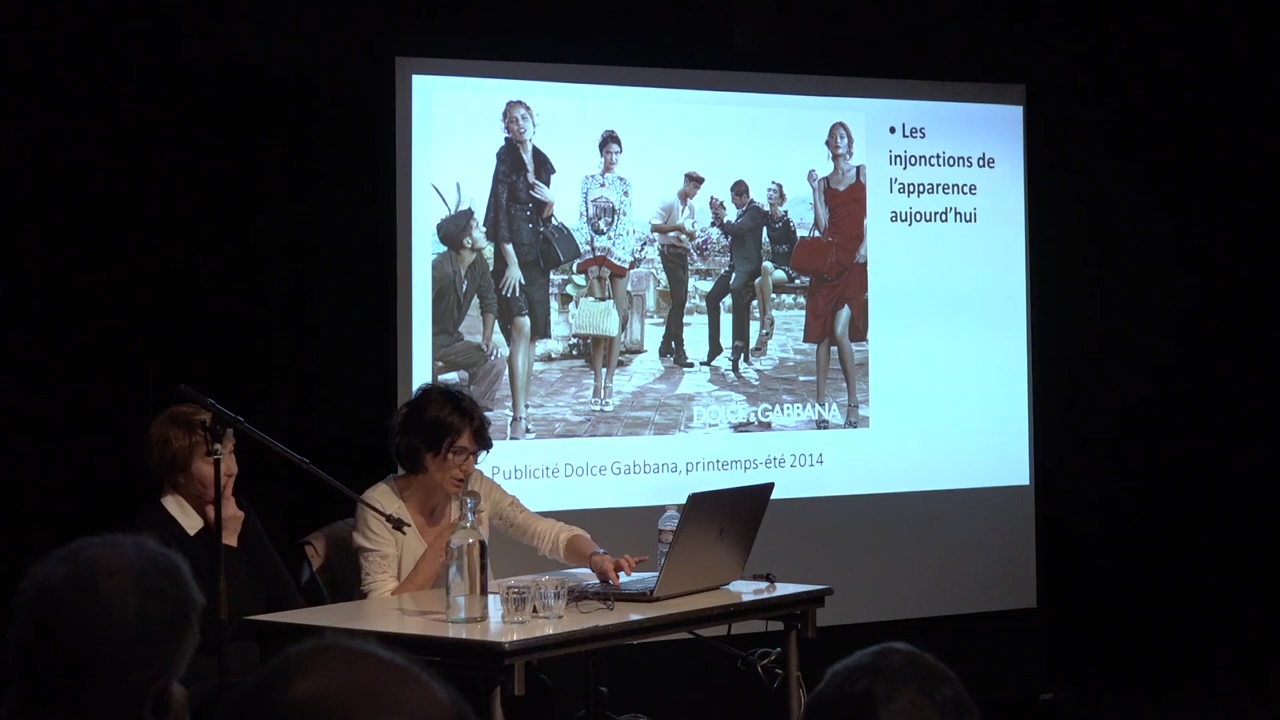 • Les
injonctions de
l’apparence
aujourd’hui
DOLCE & GABBANA
Publicité Dolce Gabbana, printemps-été 2014